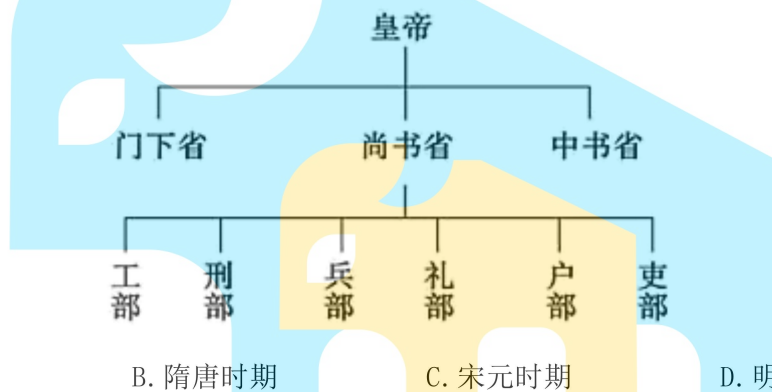 皇帝
门下省 尚书省 中书省
工部 刑部 兵部 礼部 户部 吏部
B.隋唐时期 C.宋元时期 D.明